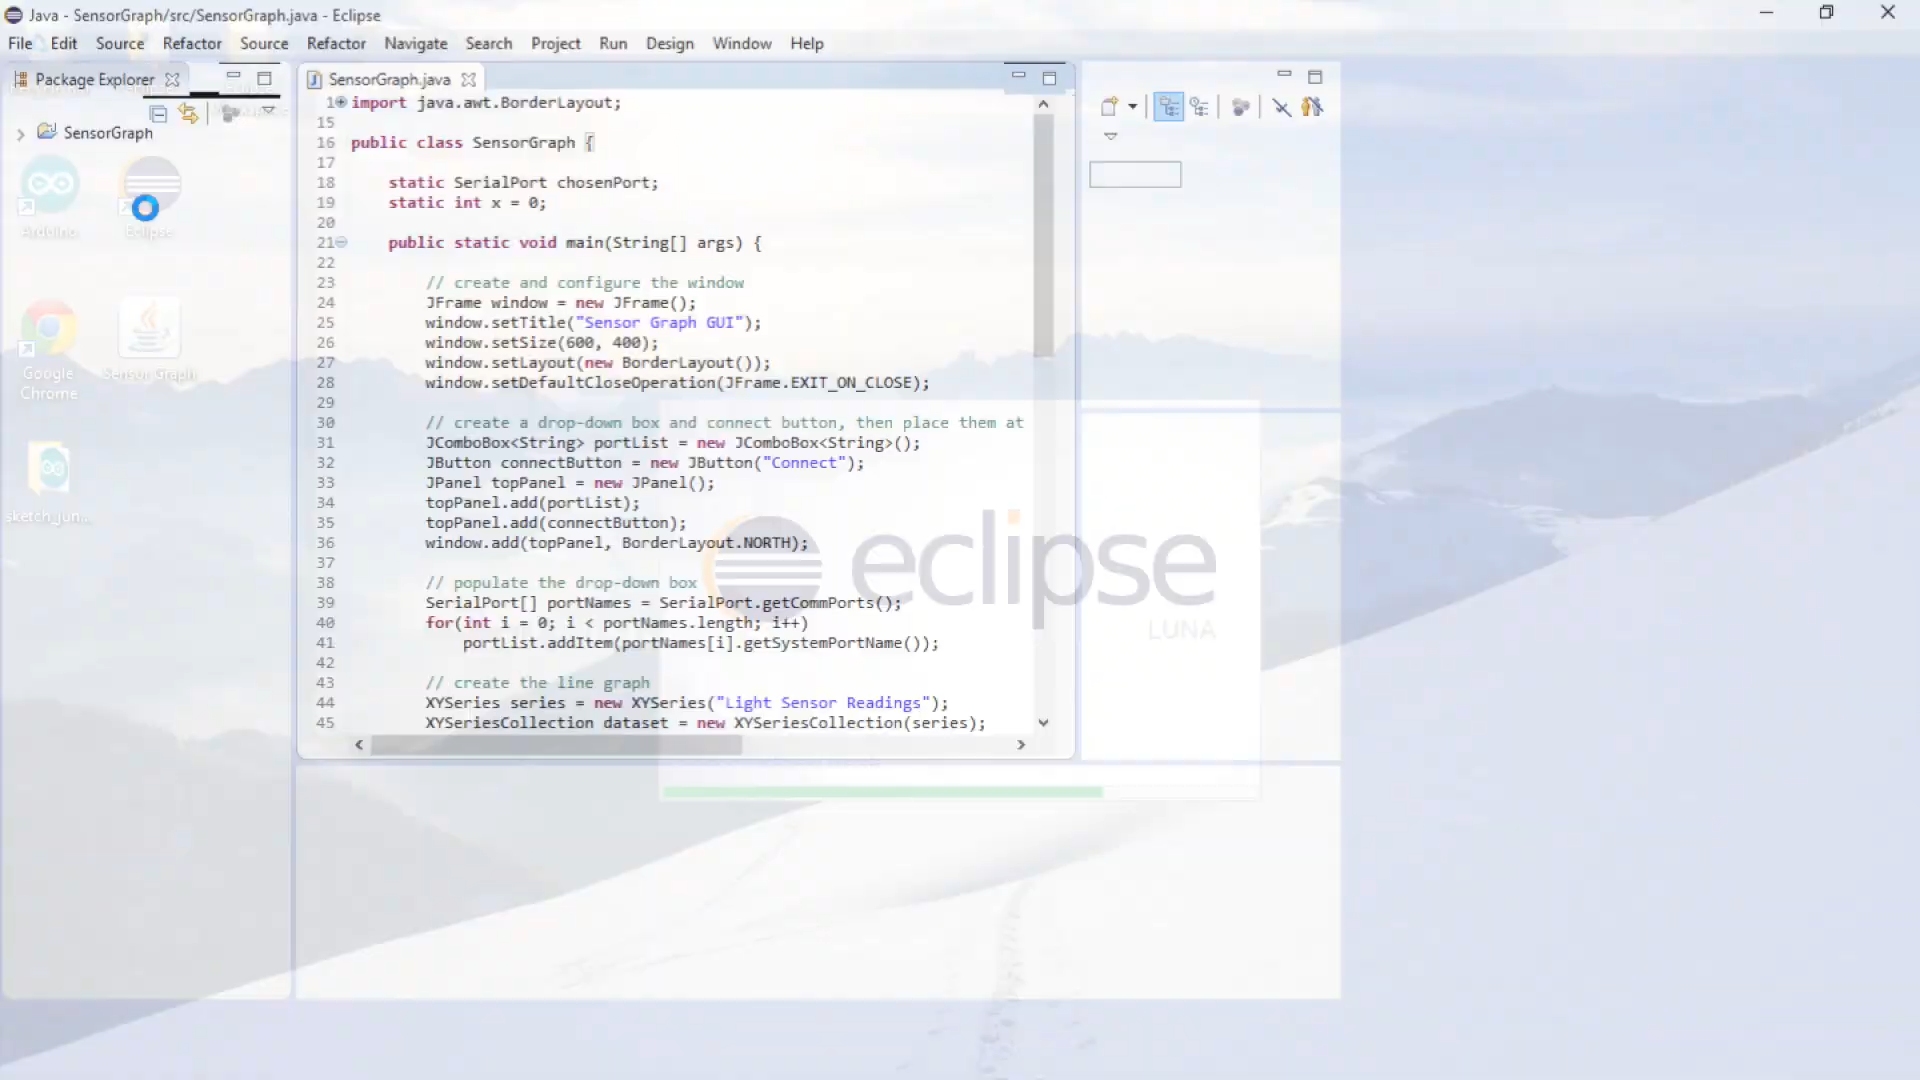 Java - SensorGraph/src/SensorGraph.java - Eclipse
File Edit Source Refactor Source Refactor Navigate Search Project Run Design Window Help
Package Explorer
SensorGraph
Arduino
Eclipse
Google
Chrome
Sensor Graph
sketch_jun...
SensorGraph.java
1 import java.awt.BorderLayout;
15
16 public class SensorGraph {
17
18 static SerialPort chosenPort;
19 static int x = 0;
20
21 public static void main(String[] args) {
22
23 // create and configure the window
24 JFrame window = new JFrame();
25 window.setTitle("Sensor Graph GUI");
26 window.setSize(600, 400);
27 window.setLayout(new BorderLayout());
28 window.setDefaultCloseOperation(JFrame.EXIT_ON_CLOSE);
29
30 // create a drop-down box and connect button, then place them at
31 JComboBox<String> portList = new JComboBox<String>();
32 JButton connectButton = new JButton("Connect");
33 JPanel topPanel = new JPanel();
34 topPanel.add(portList);
35 topPanel.add(connectButton);
36 window.add(topPanel, BorderLayout.NORTH);
37
38 // populate the drop-down box
39 SerialPort[] portNames = SerialPort.getCommPorts();
40 for(int i = 0; i < portNames.length; i++)
41 portList.addItem(portNames[i].getSystemPortName());
42
43 // create the line graph
44 XYSeries series = new XYSeries("Light Sensor Readings");
45 XYSeriesCollection dataset = new XYSeriesCollection(series);
eclipse
LUNA